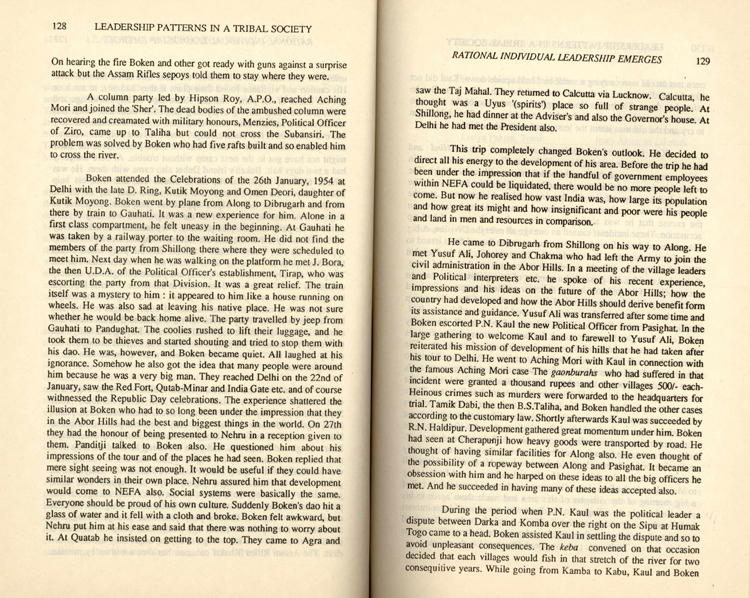 128 LEADERSHIP PATTERNS IN A TRIBAL SOCIETY
On hearing the fire Boken and other got ready with guns against a surprise
attack but the Assam Rifles sepoys told them to stay where they were.
A column party led by Hipson Roy, A.P.O., reached Aching
Mori and joined the 'Sher'. The dead bodies of the ambushed column were
recovered and creamated with military honours, Menzies, Political Officer
of Ziro, came up to Taliha but could not cross the Subansiri. The
problem was solved by Boken who had five rafts built and so enabled him
to cross the river.
Boken attended the Celebrations of the 26th January, 1954 at
Delhi with the late D. Ring, Kutik Moyong and Omen Deori, daughter of
Kutik Moyong. Boken went by plane from Along to Dibrugarh and from
there by train to Gauhati. It was a new experience for him. Alone in a
first class compartment, he felt uneasy in the beginning. At Gauhati he
was taken by a railway porter to the waiting room. He did not find the
members of the party from Shillong there where they were scheduled to
meet him. Next day when he was walking on the platform he met J. Bora,
the then U.D.A. of the Political Officer's establishment, Tirap, who was
escorting the party from that Division. It was a great relief. The train
itself was a mystery to him : it appeared to him like a house running on
wheels. He was also sad at leaving his native place. He was not sure
whether he would be back home alive. The party travelled by jeep from
Gauhati to Pandughat. The coolies rushed to lift their luggage, and he
took them to be thieves and started shouting and tried to stop them with
his dao. He was, however, and Boken became quiet. All laughed at his
ignorance. Somehow he also got the idea that many people were around
him because he was a very big man. They reached Delhi on the 22nd of
January, saw the Red Fort, Qutab-Minar and India Gate etc. and of course
witnessed the Republic Day celebrations. The experience shattered the
illusion at Boken who had to so long been under the impression that they
in the Abor Hills had the best and biggest things in the world. On 27th
they had the honour of being presented to Nehru in a reception given to
them. Panditji talked to Boken also. He questioned him about his
impressions of the tour and of the places he had seen. Boken replied that
mere sight seeing was not enough. It would be useful if they could have
similar wonders in their own place. Nehru assured him that development
would come to NEFA also. Social systems were basically the same.
Everyone should be proud of his own culture. Suddenly Boken's dao hit a
glass of water and it fell with a cloth and broke. Boken felt awkward, but
Nehru put him at his ease and said that there was nothing to worry about
it. At Quatab he insisted on getting to the top. They came to Agra and
RATIONAL INDIVIDUAL LEADERSHIP EMERGES 129
saw the Taj Mahal. They returned to Calcutta via Lucknow. Calcutta, he
thought was a Uyus '(spirits') place so full of strange people. At
Shillong, he had dinner at the Adviser's and also the Governor's house. At
Delhi he had met the President also.
This trip completely changed Boken's outlook. He decided to
direct all his energy to the development of his area. Before the trip he had
been under the impression that if the handful of government employees
within NEFA could be liquidated, there would be no more people left to
come. But now he realised how vast India was, how large its population
and how great its might and how insignificant and poor were his people
and land in men and resources in comparison.
He came to Dibrugarh from Shillong on his way to Along. He
met Yusuf Ali, Johorey and Chakma who had left the Army to join the
civil administration in the Abor Hills. In a meeting of the village leaders
and Political interpreters etc. he spoke of his recent experience,
impressions and his ideas on the future of the Abor Hills; how the
country had developed and how the Abor Hills should derive benefit form
its assistance and guidance. Yusuf Ali was transferred after some time and
Boken escorted P.N. Kaul the new Political Officer from Pasighat. In the
large gathering to welcome Kaul and to farewell to Yusuf Ali, Boken
reiterated his mission of development of his hills that he had taken after
his tour to Delhi. He went to Aching Mori with Kaul in connection with
the famous Aching Mori case The gaonburahs who had suffered in that
incident were granted a thousand rupees and other villages 500/- each-
Heinous crimes such as murders were forwarded to the headquarters for
trial. Tamik Dabi, the then B.S.Taliha, and Boken handled the other cases
according to the customary law. Shortly afterwards Kaul was succeeded by
R.N. Haldipur. Development gathered great momentum under him. Boken
had seen at Cherapunji how heavy goods were transported by road. He
thought of having similar facilities for Along also. He even thought of
the possibility of a ropeway between Along and Pasighat. It became an
obsession with him and he harped on these ideas to all the big officers he
met. And he succeeded in having many of these ideas accepted also.
During the period when P.N. Kaul was the political leader a
dispute between Darka and Komba over the right on the Sipu at Humak
Togo came to a head. Boken assisted Kaul in settling the dispute and so to
avoid unpleasant consequences. The keba convened on that occasion
decided that each villages would fish in that stretch of the river for two
consequitive years. While going from Kamba to Kabu, Kaul and Boken